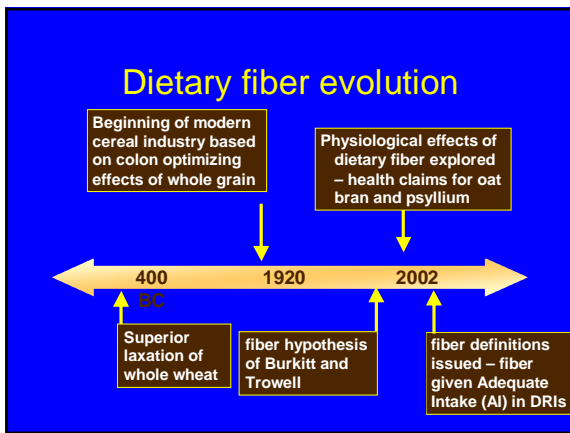 Dietary fiber evolution
Beginning of modern
cereal industry based
on colon optimizing
effects of whole grain
Physiological effects of
dietary fiber explored
– health claims for oat
bran and psyllium
400
BC
1920
2002
Superior
laxation of
whole wheat
fiber hypothesis
of Burkitt and
Trowell
fiber definitions
issued – fiber
given Adequate
Intake (AI) in DRIs